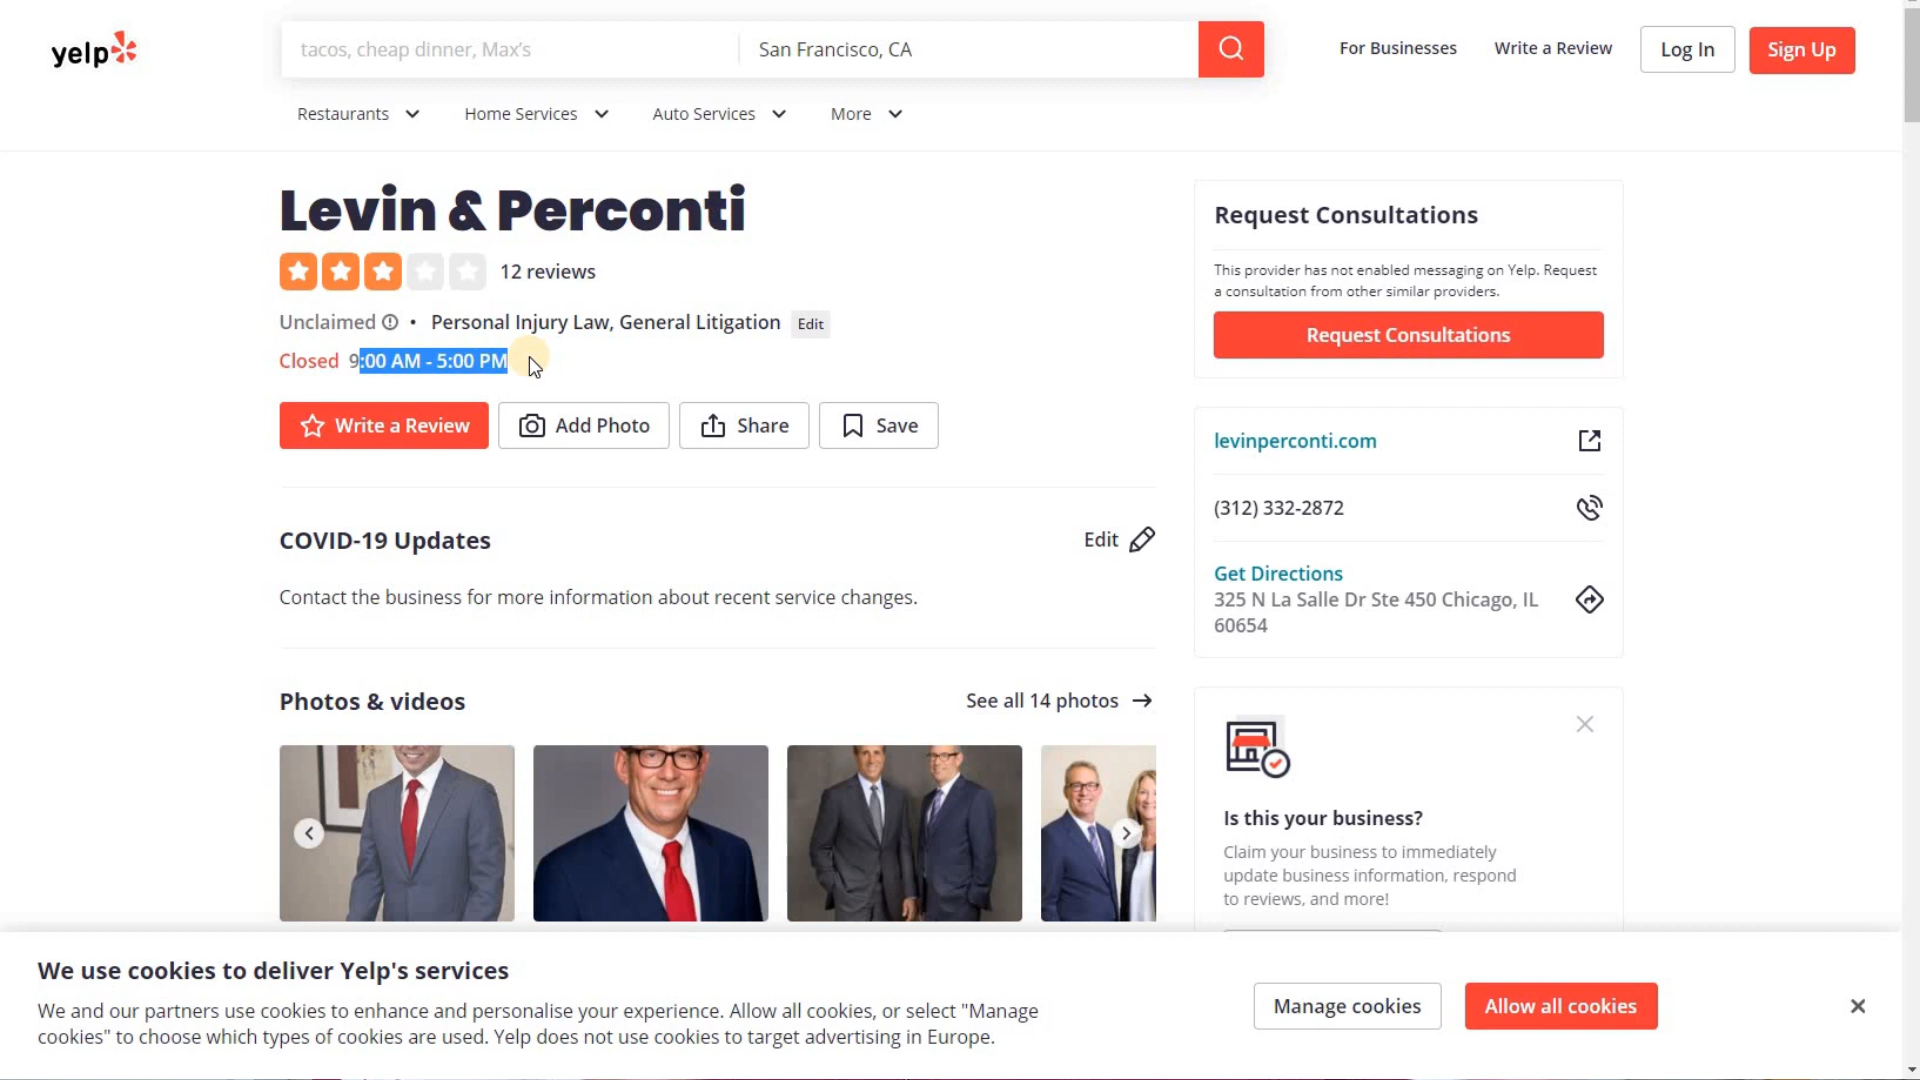 yelp
tacos, cheap dinner, Max's
San Francisco, CA
For Businesses
Write a Review
Log In
Sign Up
Restaurants
Home Services
Auto Services
More
Levin & Perconti
12 reviews
Unclaimed • Personal Injury Law, General Litigation Edit
Closed 9:00 AM - 5:00 PM
Write a Review
Add Photo
Share
Save
COVID-19 Updates
Edit
Contact the business for more information about recent service changes.
Photos & videos
See all 14 photos
Request Consultations
This provider has not enabled messaging on Yelp. Request
a consultation from other similar providers.
Request Consultations
levinperconti.com
(312) 332-2872
Get Directions
325 N La Salle Dr Ste 450 Chicago, IL
60654
Is this your business?
Claim your business to immediately
update business information, respond
to reviews, and more!
We use cookies to deliver Yelp's services
We and our partners use cookies to enhance and personalise your experience. Allow all cookies, or select "Manage
cookies" to choose which types of cookies are used. Yelp does not use cookies to target advertising in Europe.
Manage cookies
Allow all cookies